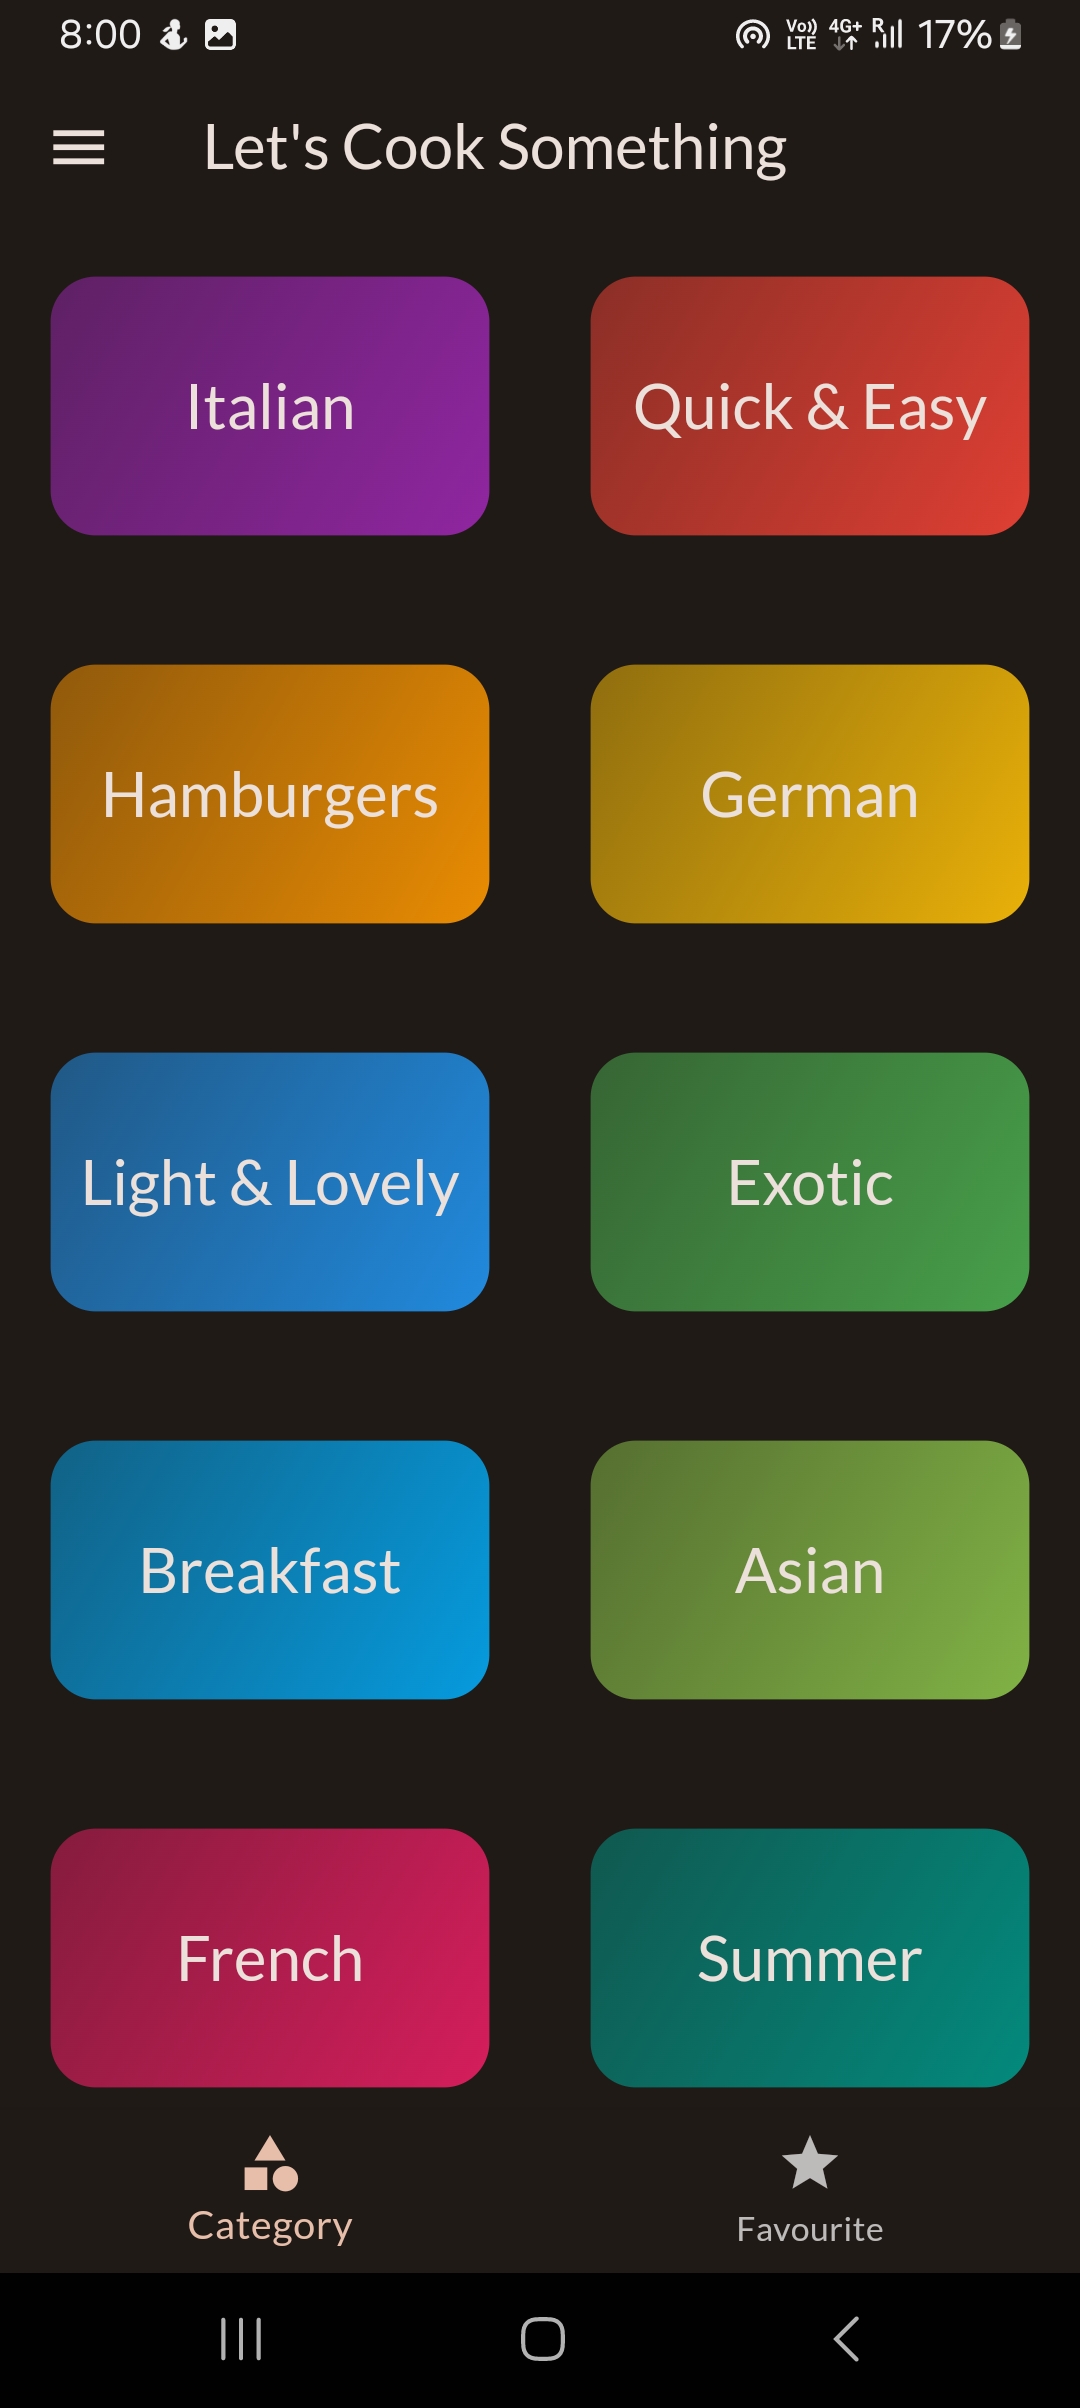 8:00 Vo)) LTE 4G+ R 17%
Let's Cook Something
Italian
Quick & Easy
Hamburgers
German
Light & Lovely
Exotic
Breakfast
Asian
French
Summer
Category
Favourite